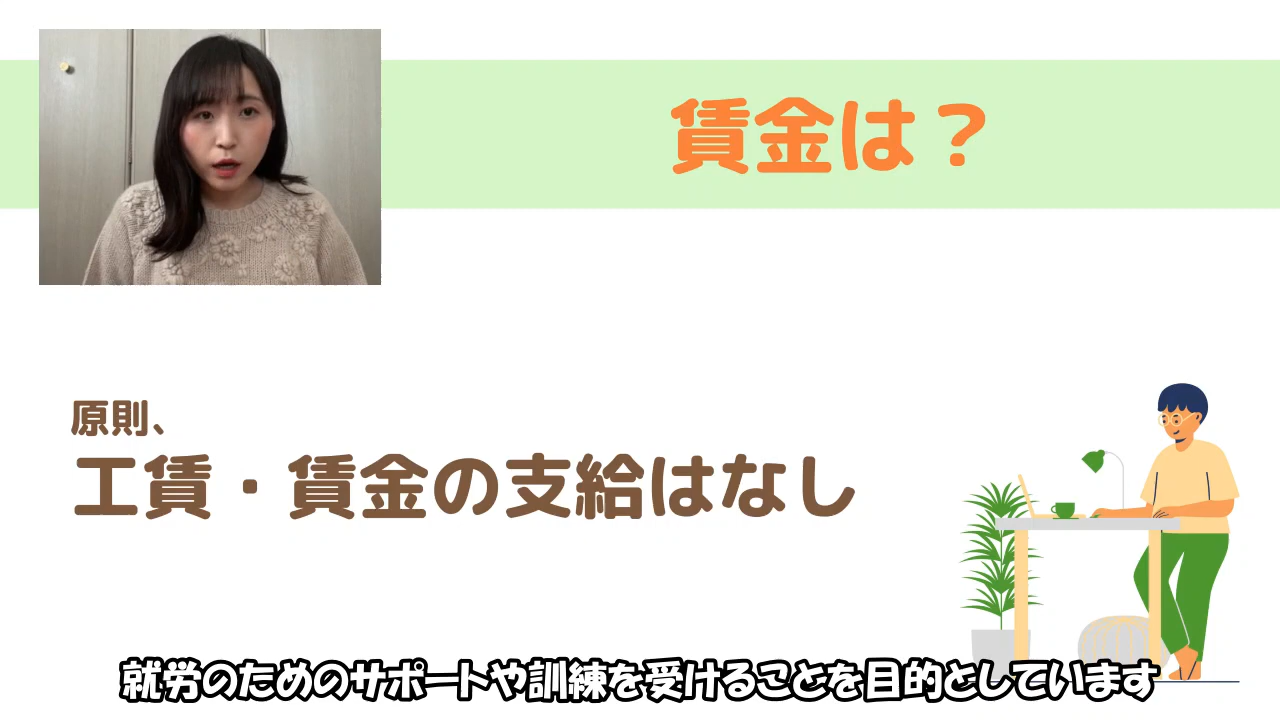 賃金は？
原則、
工賃・賃金の支給はなし
就労のためのサポートや訓練を受けることを目的としています